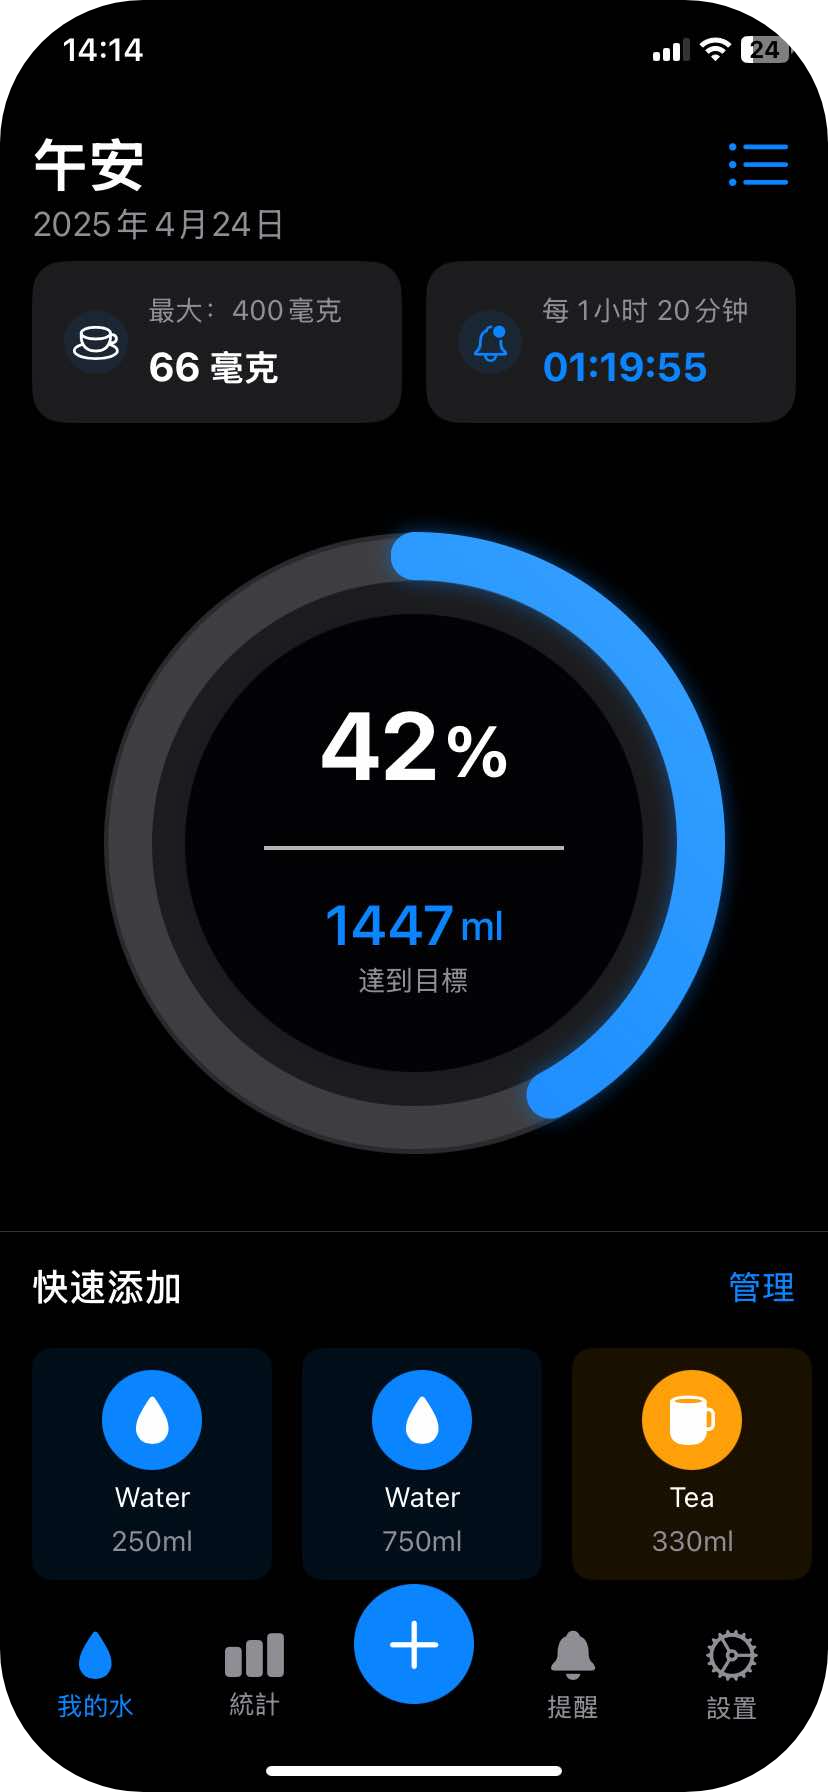 14:14
24
午安
2025年4月24日
最大：400毫克
66 毫克
每 1小时 20分钟
01:19:55
42%
1447 ml
達到目標
快速添加
管理
Water
250ml
Water
750ml
Tea
330ml
我的水
統計
提醒
設置